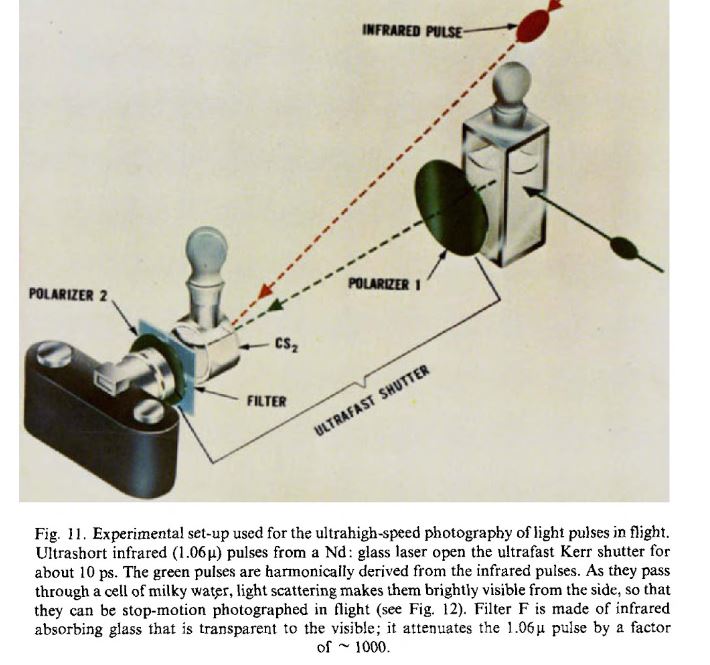 INFRARED PULSE
POLARIZER 1
POLARIZER 2
CS₂
FILTER
ULTRAFAST SHUTTER
Fig. 11. Experimental set-up used for the ultrahigh-speed photography of light pulses in flight.
Ultrashort infrared (1.06μ) pulses from a Nd: glass laser open the ultrafast Kerr shutter for
about 10 ps. The green pulses are harmonically derived from the infrared pulses. As they pass
through a cell of milky water, light scattering makes them brightly visible from the side, so that
they can be stop-motion photographed in flight (see Fig. 12). Filter F is made of infrared
absorbing glass that is transparent to the visible; it attenuates the 1.06μ pulse by a factor
of ~ 1000.